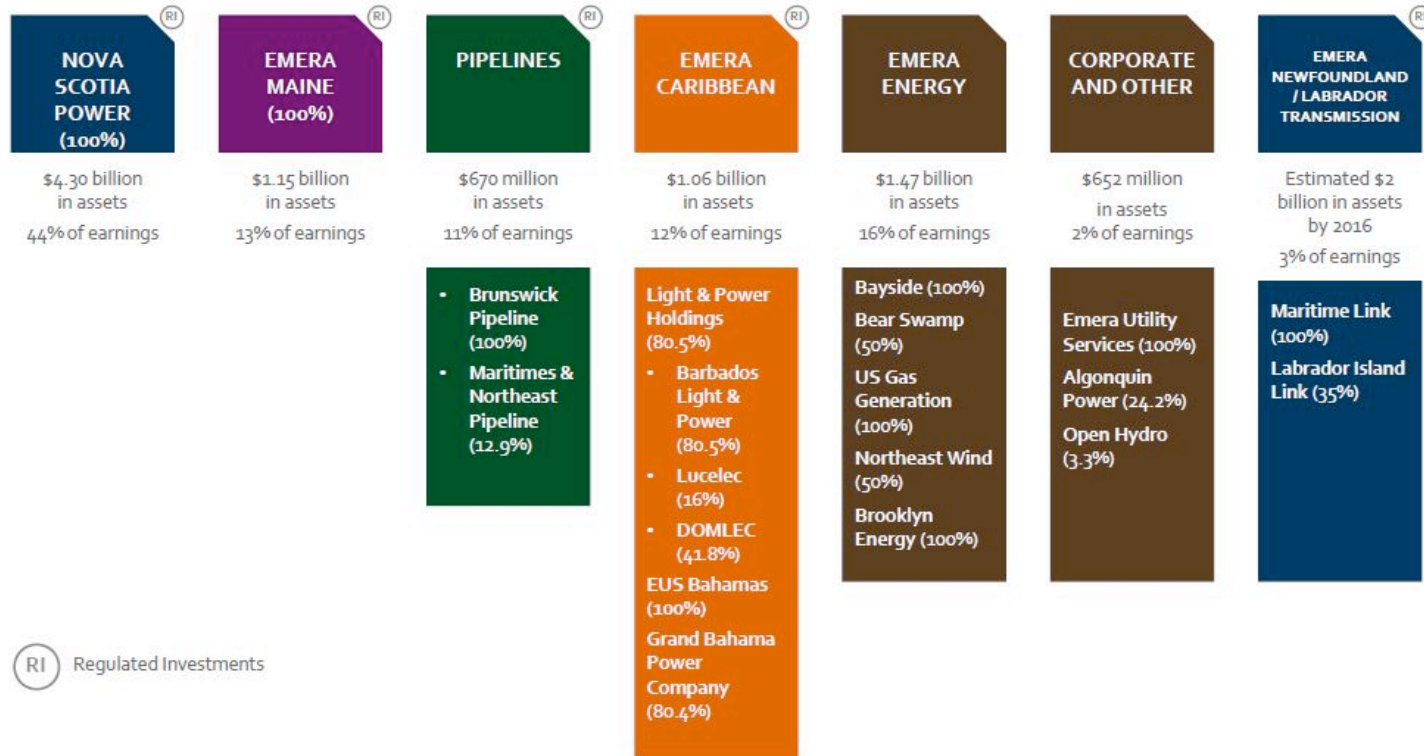 RI
NOVA
SCOTIA
POWER
(100%)
$4.30 billion
in assets
44% of earnings
RI
EMERA
MAINE
(100%)
$1.15 billion
in assets
13% of earnings
RI
PIPELINES
$670 million
in assets
11% of earnings
• Brunswick
Pipeline
(100%)
• Maritimes &
Northeast
Pipeline
(12.9%)
RI
EMERA
CARIBBEAN
$1.06 billion
in assets
12% of earnings
Light & Power
Holdings
(80.5%)
• Barbados
Light &
Power
(80.5%)
• Lucelec
(16%)
• DOMLEC
(41.8%)
EUS Bahamas
(100%)
Grand Bahama
Power
Company
(80.4%)
EMERA
ENERGY
$1.47 billion
in assets
16% of earnings
Bayside (100%)
Bear Swamp
(50%)
US Gas
Generation
(100%)
Northeast Wind
(50%)
Brooklyn
Energy (100%)
CORPORATE
AND OTHER
$652 million
in assets
2% of earnings
Emera Utility
Services (100%)
Algonquin
Power (24.2%)
Open Hydro
(3.3%)
RI
EMERA
NEWFOUNDLAND
/ LABRADOR
TRANSMISSION
Estimated $2
billion in assets
by 2016
3% of earnings
Maritime Link
(100%)
Labrador Island
Link (35%)
RI Regulated Investments